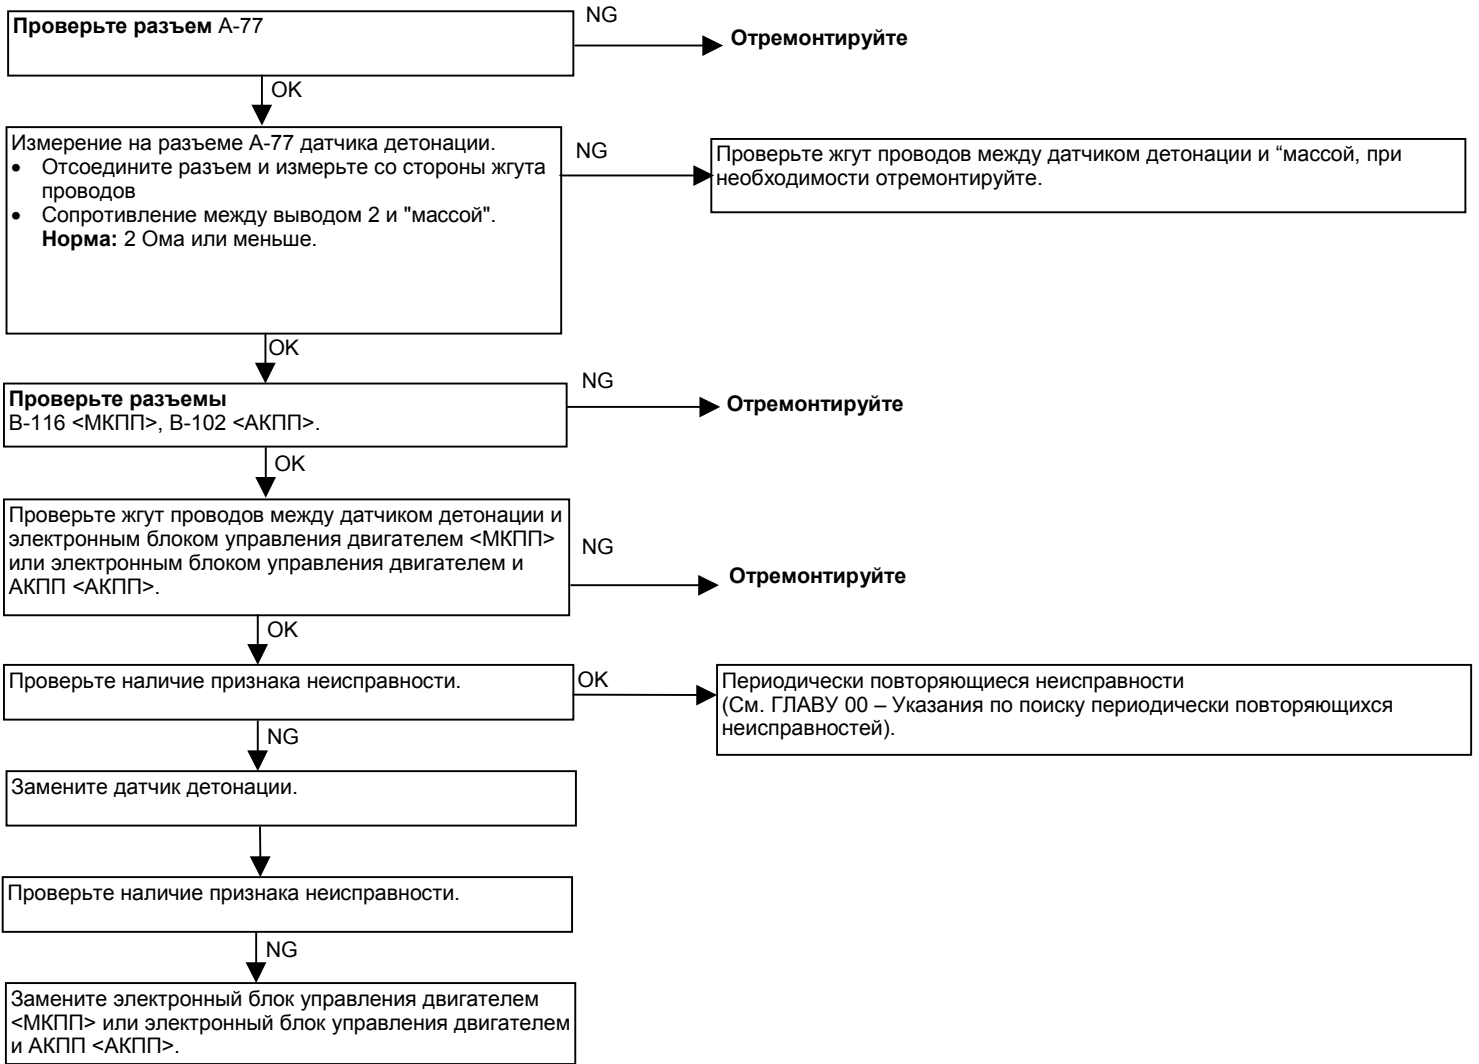 Проверьте разъем А-77
NG
Отремонтируйте
OK
Измерение на разъеме А-77 датчика детонации.
• Отсоедините разъем и измерьте со стороны жгута
проводов
• Сопротивление между выводом 2 и "массой".
Норма: 2 Ома или меньше.
NG
Проверьте жгут проводов между датчиком детонации и “массой, при
необходимости отремонтируйте.
OK
Проверьте разъемы
В-116 <МКПП>, В-102 <АКПП>.
NG
Отремонтируйте
OK
Проверьте жгут проводов между датчиком детонации и
электронным блоком управления двигателем <МКПП>
или электронным блоком управления двигателем и
АКПП <АКПП>.
NG
Отремонтируйте
OK
Проверьте наличие признака неисправности.
OK
Периодически повторяющиеся неисправности
(См. ГЛАВУ 00 – Указания по поиску периодически повторяющихся
неисправностей).
NG
Замените датчик детонации.
Проверьте наличие признака неисправности.
NG
Замените электронный блок управления двигателем
<МКПП> или электронный блок управления двигателем
и АКПП <АКПП>.